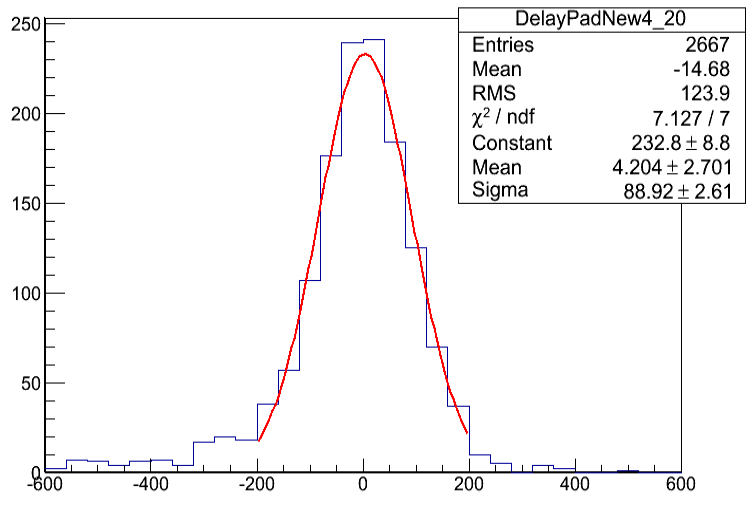 DelayPadNew4_20
Entries 2667
Mean -14.68
RMS 123.9
χ² / ndf 7.127 / 7
Constant 232.8 ± 8.8
Mean 4.204 ± 2.701
Sigma 88.92 ± 2.61
250
200
150
100
50
0
-600 -400 -200 0 200 400 600